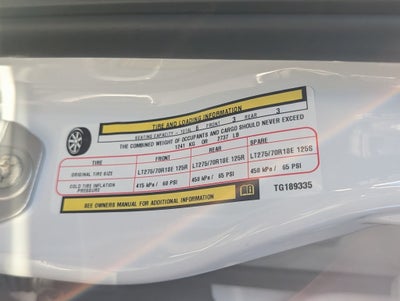 TIRE AND LOADING INFORMATION
SEATING CAPACITY - TOTAL 6 FRONT 3 REAR 3
THE COMBINED WEIGHT OF OCCUPANTS AND CARGO SHOULD NEVER EXCEED
1241 KG OR 2737 LB
TIRE FRONT REAR SPARE
ORIGINAL TIRE SIZE LT275/70R18E 125R LT275/70R18E 125R LT275/70R18E 125S
COLD TIRE INFLATION PRESSURE 415 kPa / 60 PSI 450 kPa / 65 PSI 450 kPa / 65 PSI
SEE OWNERS MANUAL FOR ADDITIONAL INFORMATION TG189335